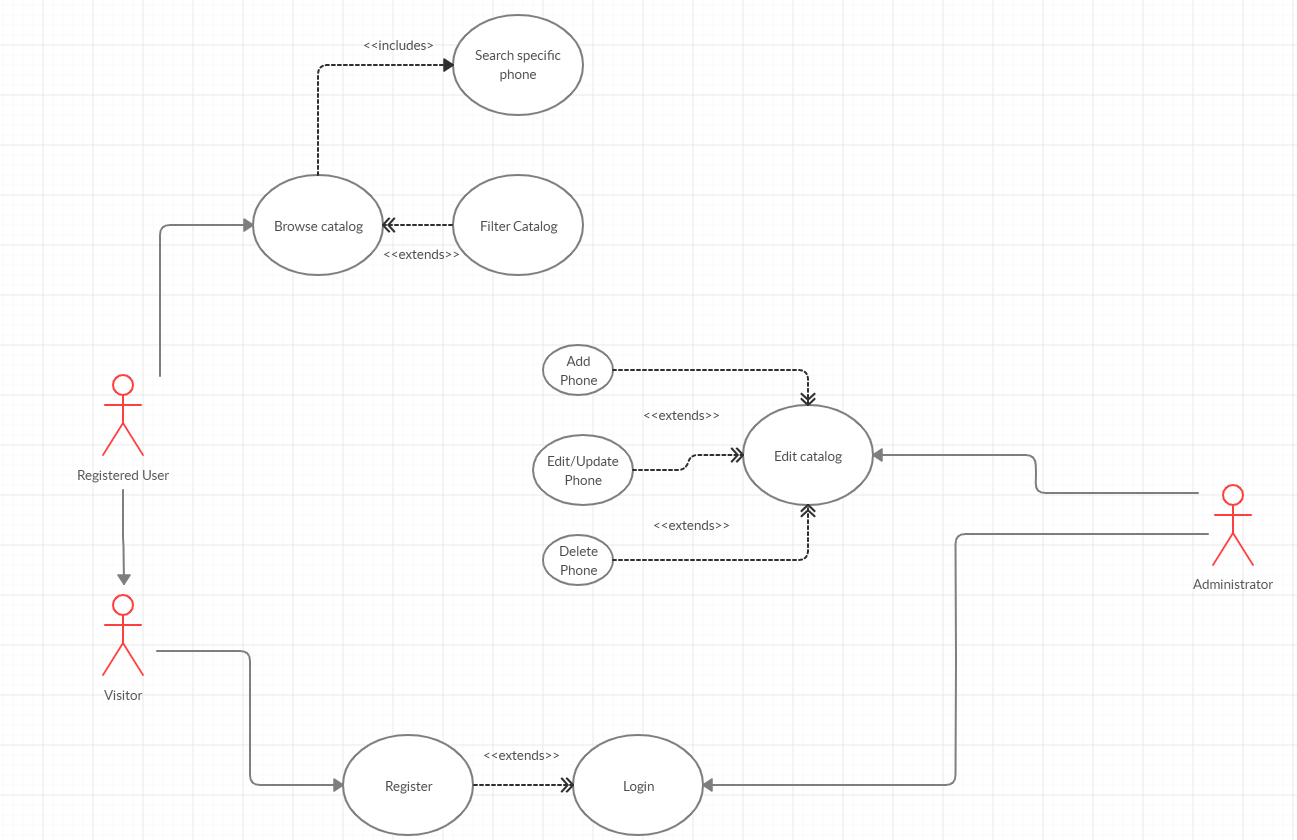 <<includes>
Search specific
phone
Browse catalog
Filter Catalog
<<extends>>
Add
Phone
<<extends>>
Edit/Update
Phone
Edit catalog
Registered User
<<extends>>
Delete
Phone
Administrator
Visitor
<<extends>>
Register
Login